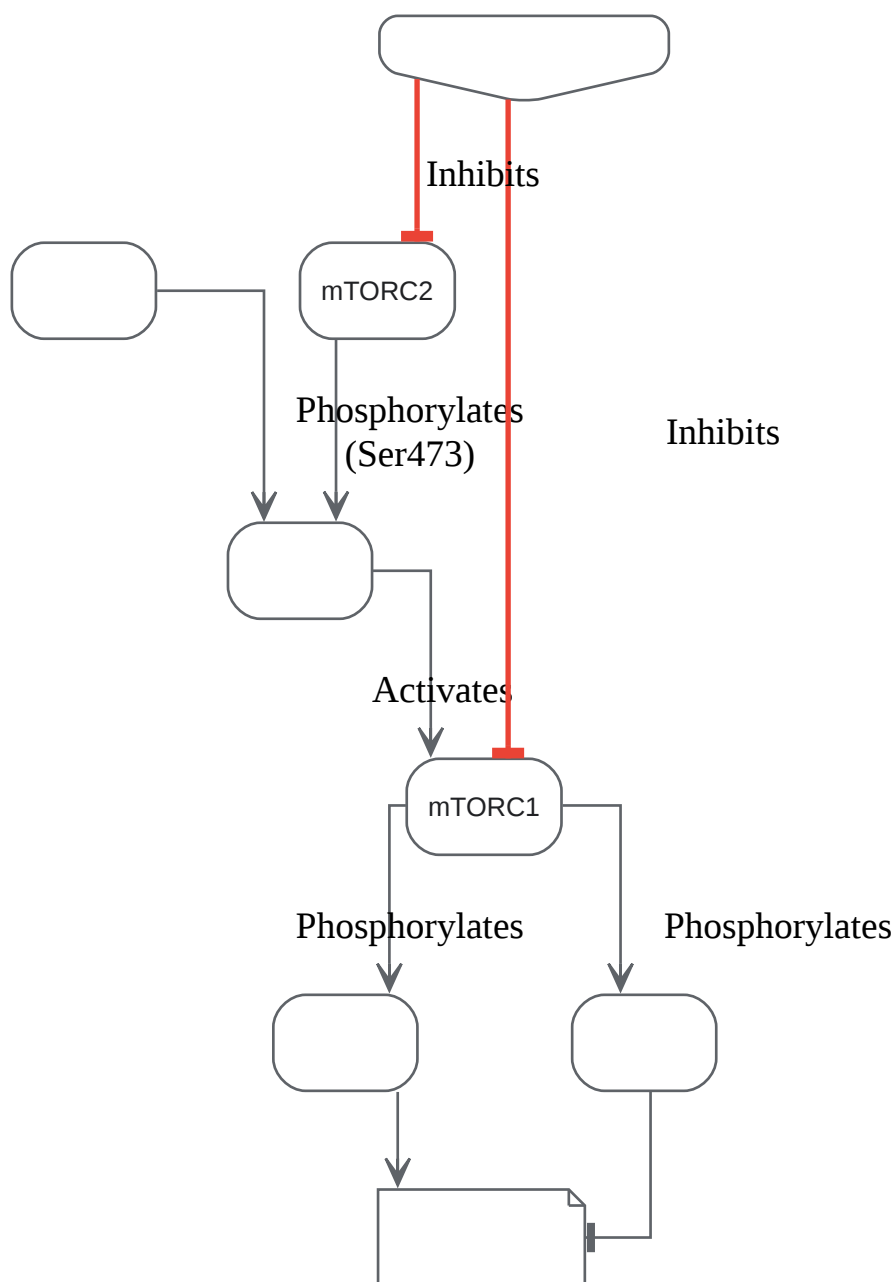 Inhibits
mTORC2
Phosphorylates
(Ser473)
Inhibits
Activates
mTORC1
Phosphorylates
Phosphorylates